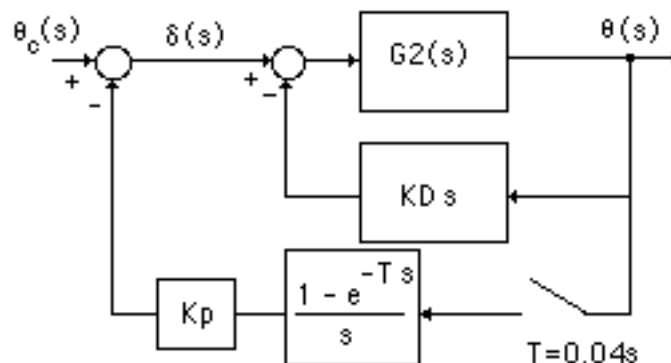 θc(s)
δ(s)
θ(s)
+
-
+
-
G2(s)
KD s
Kp
1 - e^-T s
s
T=0.04s